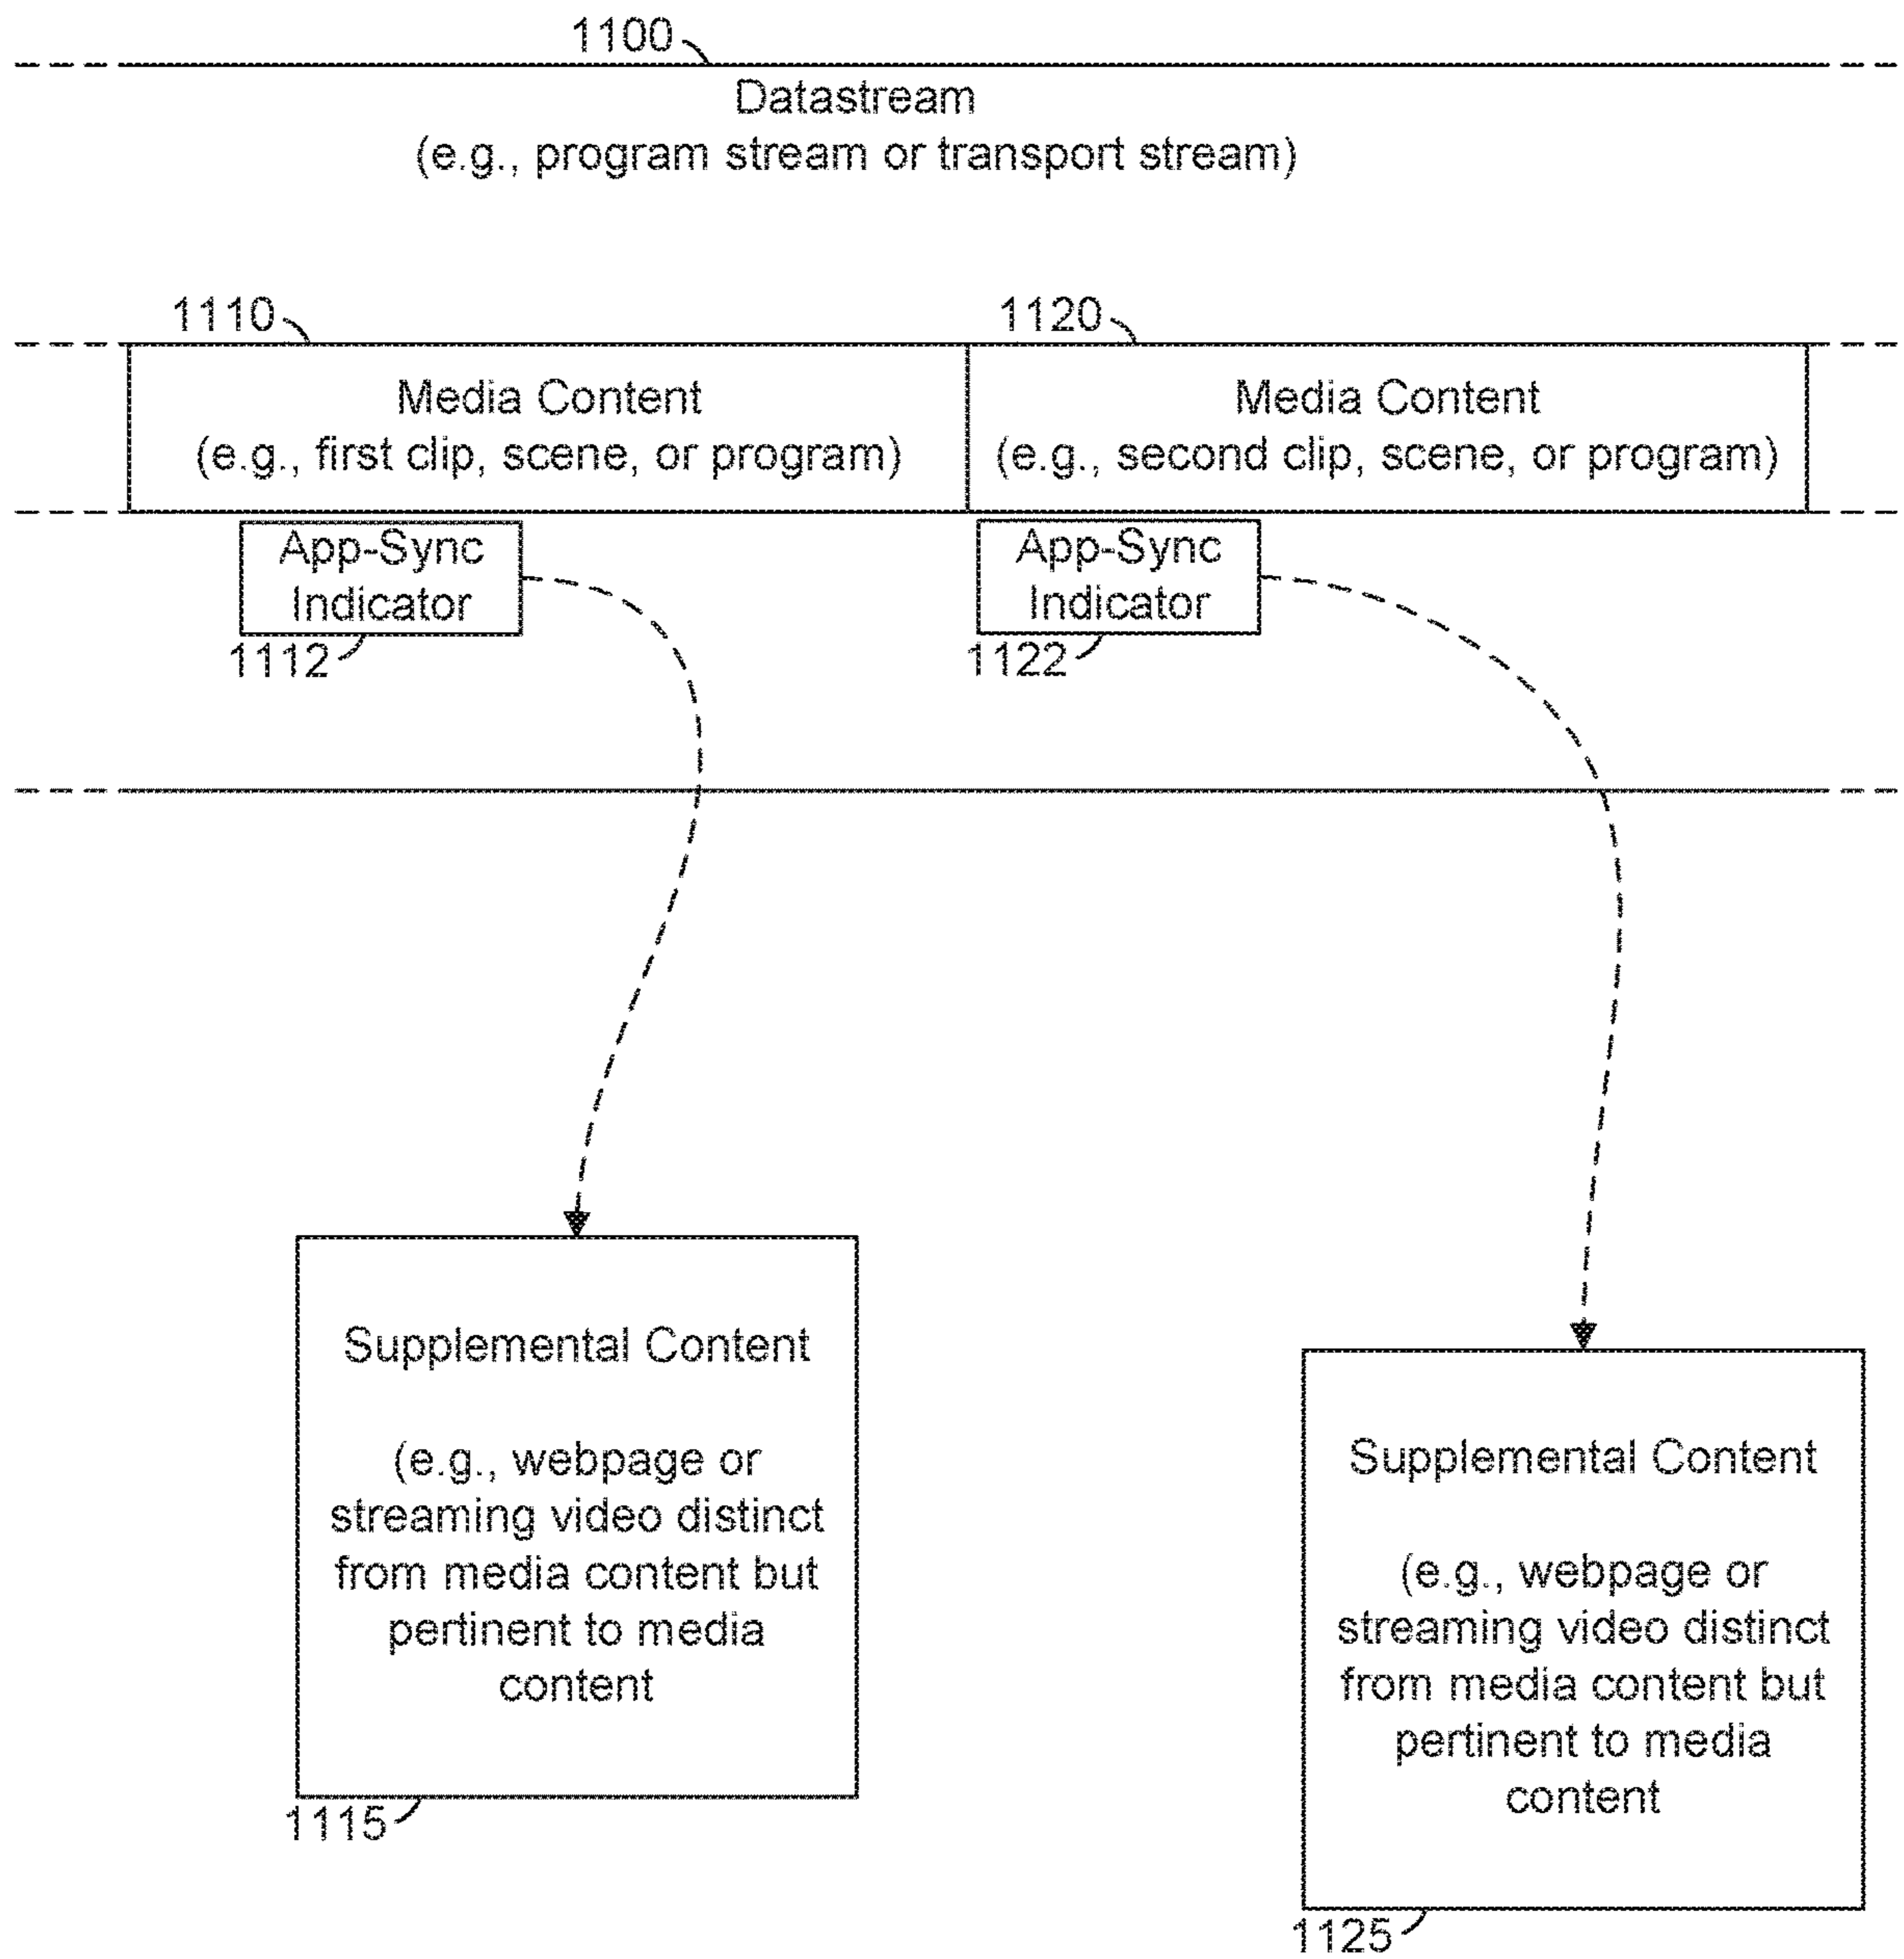 1100
Datastream
(e.g., program stream or transport stream)
1110
1120
Media Content
(e.g., first clip, scene, or program)
Media Content
(e.g., second clip, scene, or program)
App-Sync
Indicator
1112
App-Sync
Indicator
1122
Supplemental Content
(e.g., webpage or
streaming video distinct
from media content but
pertinent to media
content
1115
Supplemental Content
(e.g., webpage or
streaming video distinct
from media content but
pertinent to media
content
1125